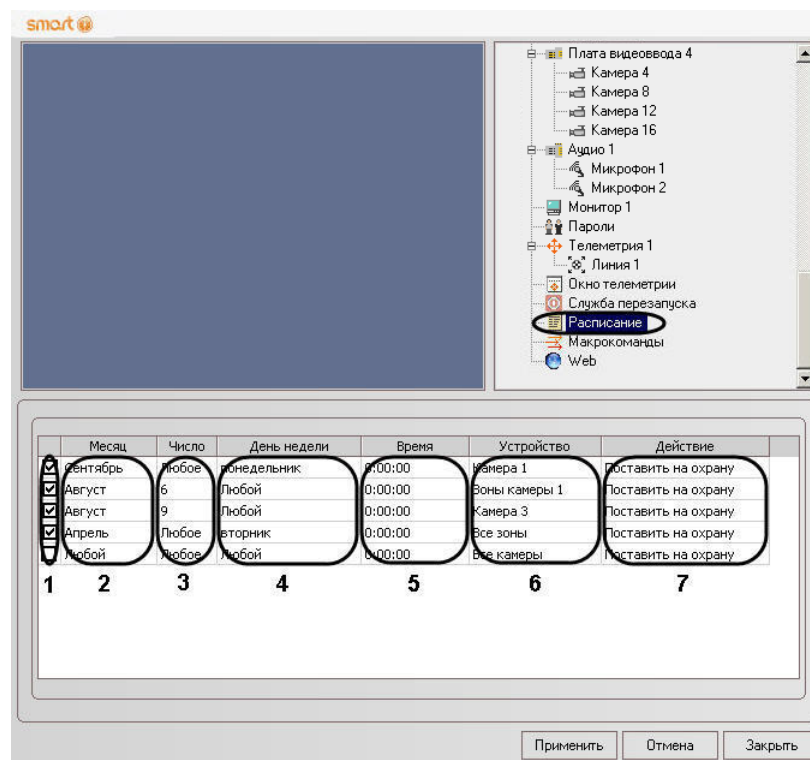 smart
Плата видеоввода 4
Камера 4
Камера 8
Камера 12
Камера 16
Аудио 1
Микрофон 1
Микрофон 2
Монитор 1
Пароли
Телеметрия 1
Линия 1
Окно телеметрии
Служба перезапуска
Расписание
Макрокоманды
Web
Месяц Число День недели Время Устройство Действие
Сентябрь Любое понедельник 0:00:00 Камера 1 Поставить на охрану
Август 6 Любой 0:00:00 Зоны камеры 1 Поставить на охрану
Август 9 Любой 0:00:00 Камера 3 Поставить на охрану
Апрель Любое вторник 0:00:00 Все зоны Поставить на охрану
Любой Любое Любой 0:00:00 Все камеры Поставить на охрану
1 2 3 4 5 6 7
Применить Отмена Закрыть